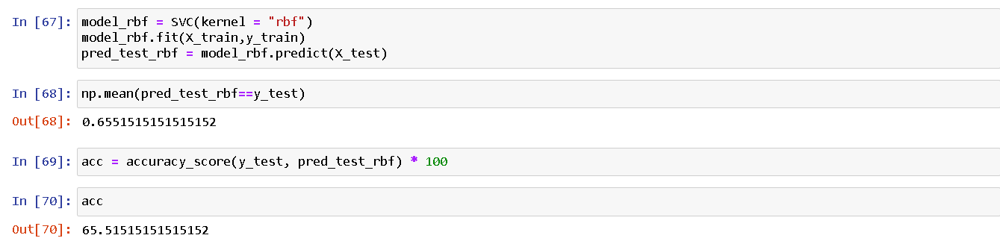 In [67]: model_rbf = SVC(kernel = "rbf")
model_rbf.fit(X_train,y_train)
pred_test_rbf = model_rbf.predict(X_test)
In [68]: np.mean(pred_test_rbf==y_test)
Out[68]: 0.6551515151515152
In [69]: acc = accuracy_score(y_test, pred_test_rbf) * 100
In [70]: acc
Out[70]: 65.51515151515152